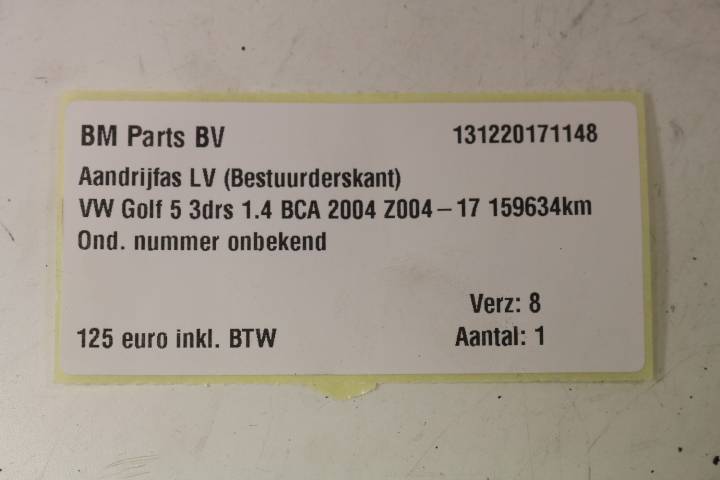 BM Parts BV 131220171148
Aandrijfas LV (Bestuurderskant)
VW Golf 5 3drs 1.4 BCA 2004 Z004-17 159634km
Ond. nummer onbekend
Verz: 8
125 euro inkl. BTW Aantal: 1